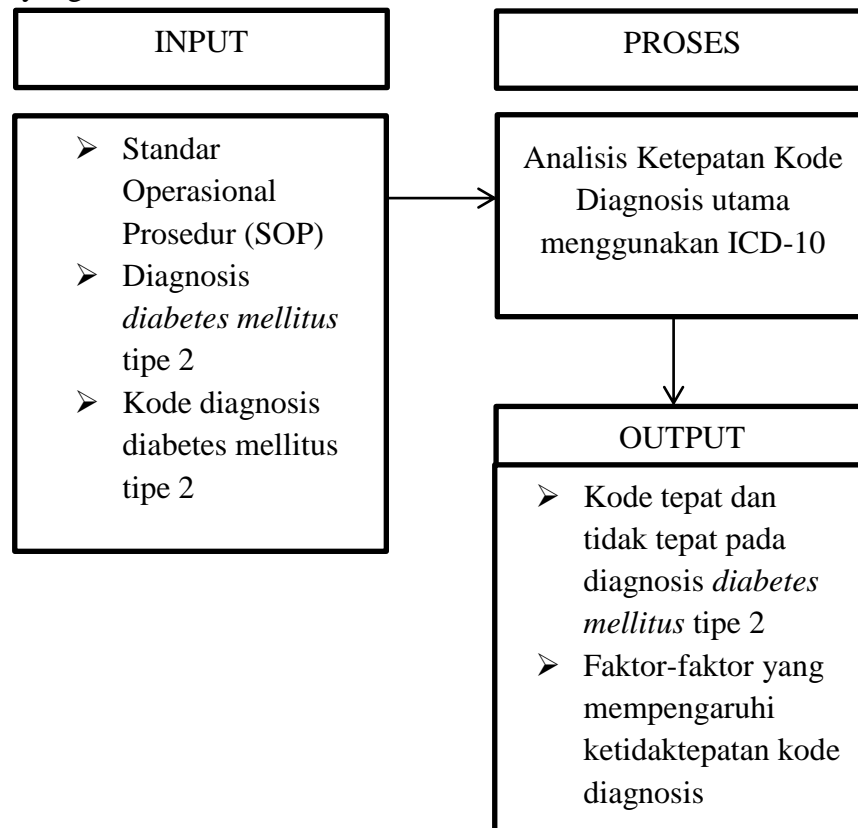 INPUT
PROSES
➢ Standar
Operasional
Prosedur (SOP)
➢ Diagnosis
diabetes mellitus
tipe 2
➢ Kode diagnosis
diabetes mellitus
tipe 2
Analisis Ketepatan Kode
Diagnosis utama
menggunakan ICD-10
OUTPUT
➢ Kode tepat dan
tidak tepat pada
diagnosis diabetes
mellitus tipe 2
➢ Faktor-faktor yang
mempengaruhi
ketidaktepatan kode
diagnosis